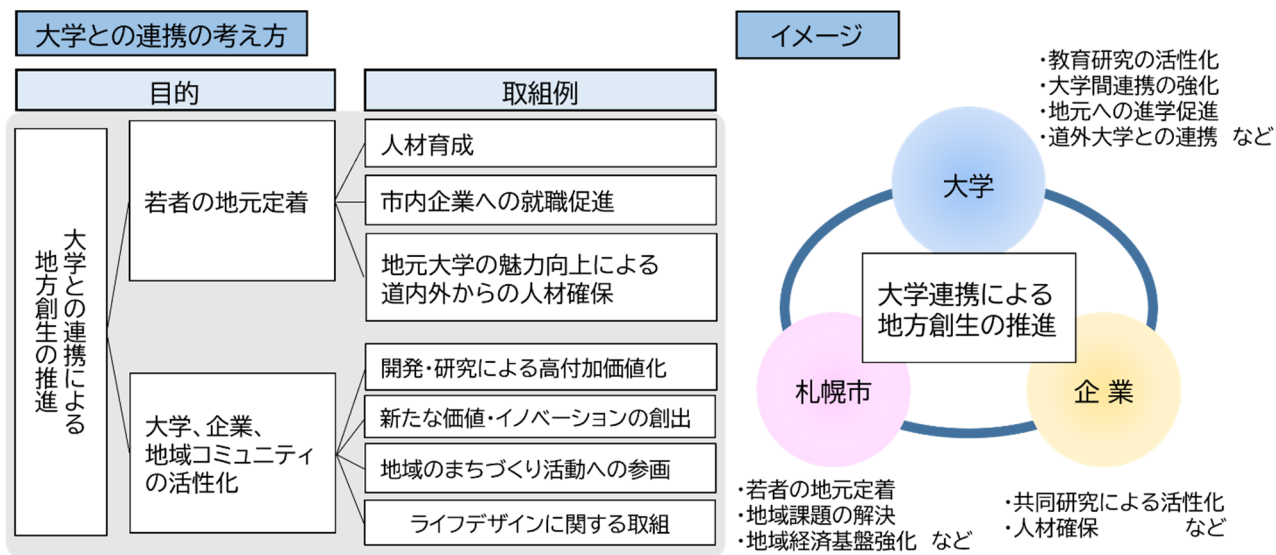 大学との連携の考え方
目的
取組例
大学との連携による
地方創生の推進
若者の地元定着
人材育成
市内企業への就職促進
地元大学の魅力向上による
道内外からの人材確保
大学、企業、
地域コミュニティ
の活性化
開発・研究による高付加価値化
新たな価値・イノベーションの創出
地域のまちづくり活動への参画
ライフデザインに関する取組
イメージ
・教育研究の活性化
・大学間連携の強化
・地元への進学促進
・道外大学との連携 など
大学
大学連携による
地方創生の推進
札幌市
企 業
・若者の地元定着
・地域課題の解決
・地域経済基盤強化 など
・共同研究による活性化
・人材確保 など